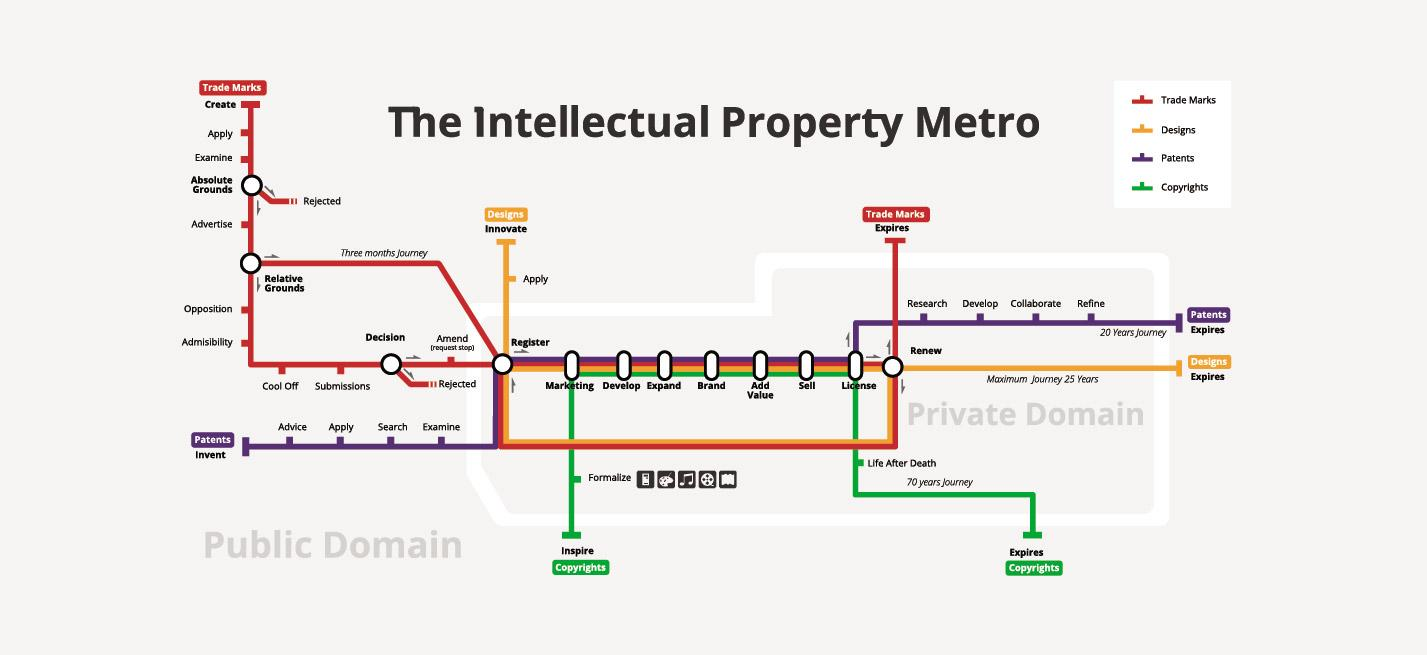 The Intellectual Property Metro
Trade Marks
Create
Apply
Examine
Absolute
Grounds
Rejected
Advertise
Three months Journey
Relative
Grounds
Opposition
Admisibility
Cool Off
Submissions
Decision
Rejected
Amend
(request stop)
Patents
Invent
Advice
Apply
Search
Examine
Designs
Innovate
Apply
Register
Marketing
Develop
Expand
Brand
Add
Value
Sell
License
Renew
Trade Marks
Expires
Research
Develop
Collaborate
Refine
20 Years Journey
Patents
Expires
Designs
Expires
Maximum Journey 25 Years
Private Domain
Life After Death
70 years Journey
Expires
Copyrights
Formalize
Inspire
Copyrights
Public Domain
Trade Marks
Designs
Patents
Copyrights